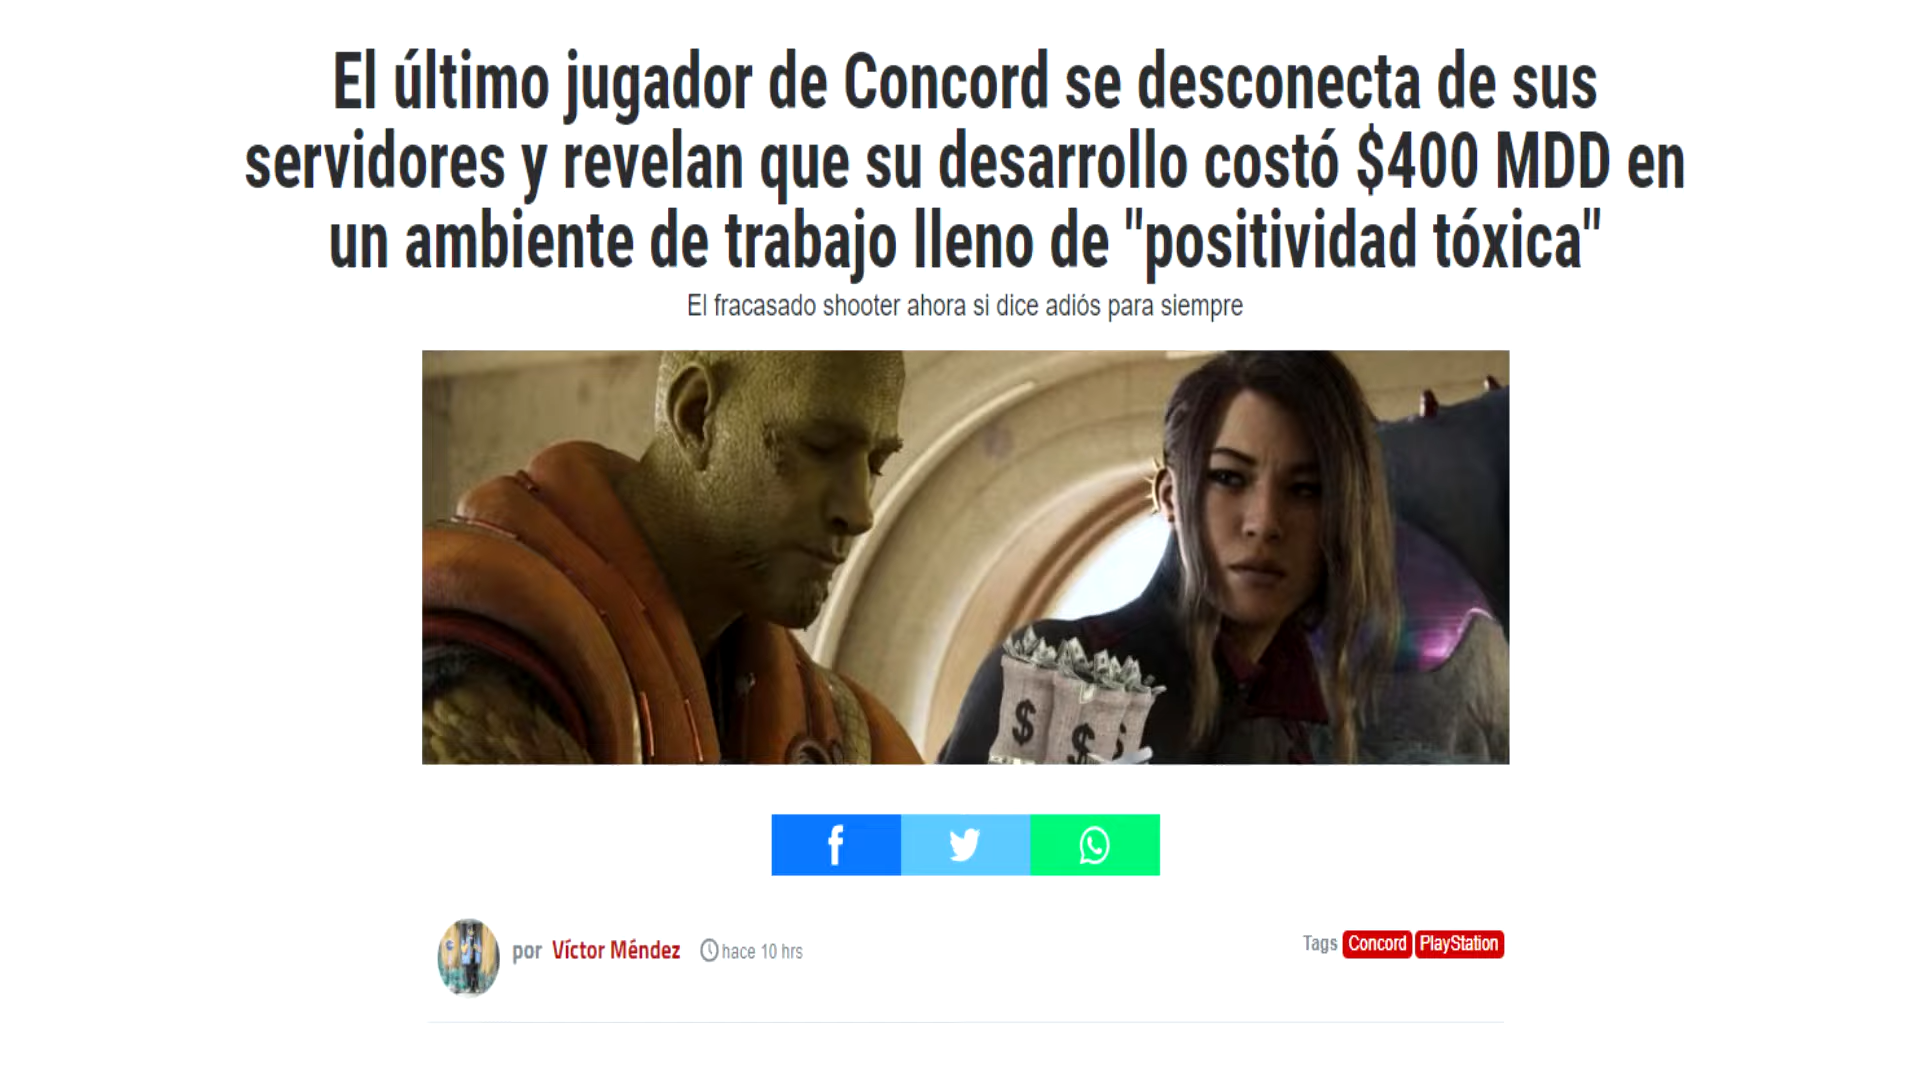 El último jugador de Concord se desconecta de sus
servidores y revelan que su desarrollo costó $400 MDD en
un ambiente de trabajo lleno de "positividad tóxica"
El fracasado shooter ahora si dice adiós para siempre
$ $ $
f
por Víctor Méndez hace 10 hrs
Tags Concord PlayStation